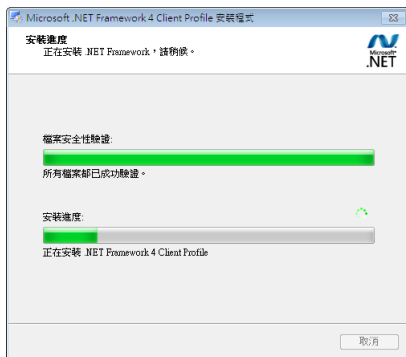 Microsoft .NET Framework 4 Client Profile 安裝程式
安裝進度
正在安裝 .NET Framework，請稍候。
Microsoft
.NET
檔案安全性驗證:
所有檔案都已成功驗證。
安裝進度:
正在安裝 .NET Framework 4 Client Profile
取消